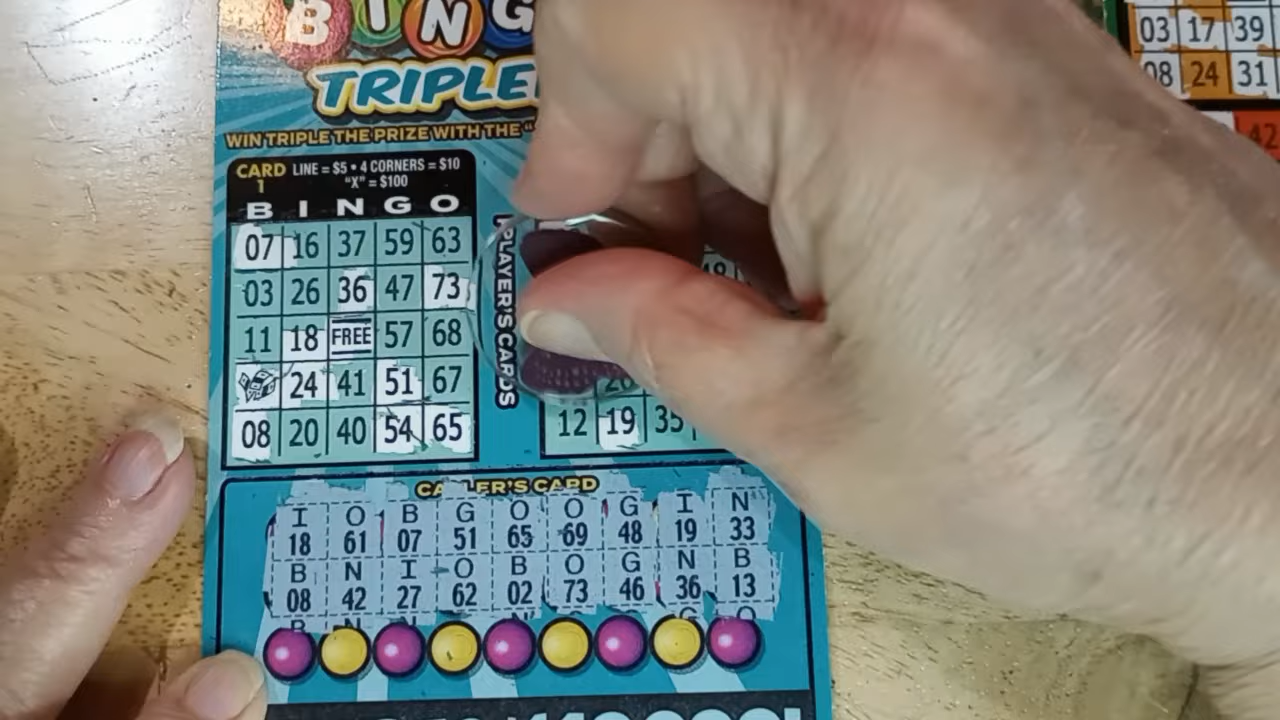 BING
TRIPLE
WIN TRIPLE THE PRIZE WITH THE "
CARD 1 LINE = $5 • 4 CORNERS = $10
"X" = $100
B I N G O
07 16 37 59 63
03 26 36 47 73
11 18 FREE 57 68
24 41 51 67
08 20 40 54 65
PLAYER'S CARDS
48
12 19 35
CALLER'S CARD
I O B G O O G I N
18 61 07 51 65 69 48 19 33
B N I O B O G N B
08 42 27 62 02 73 46 36 13
03 17 39
08 24 31
42